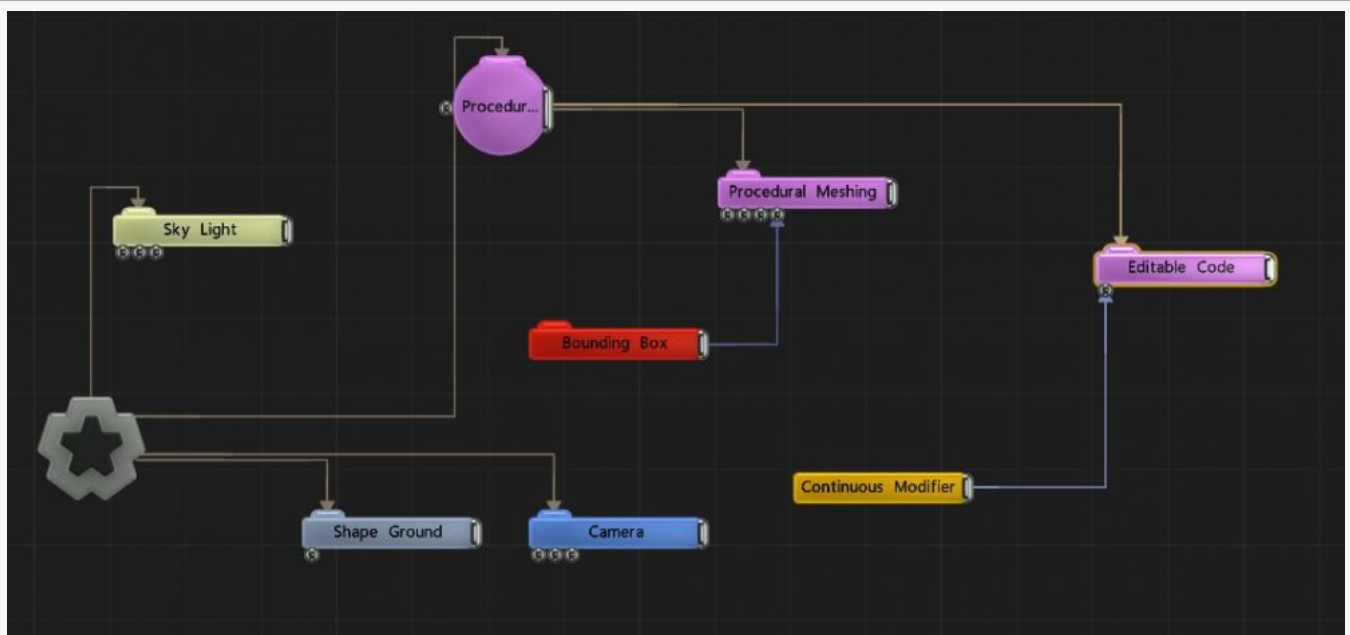 Procedur...
Procedural Meshing
Sky Light
Editable Code
Bounding Box
Continuous Modifier
Shape Ground
Camera